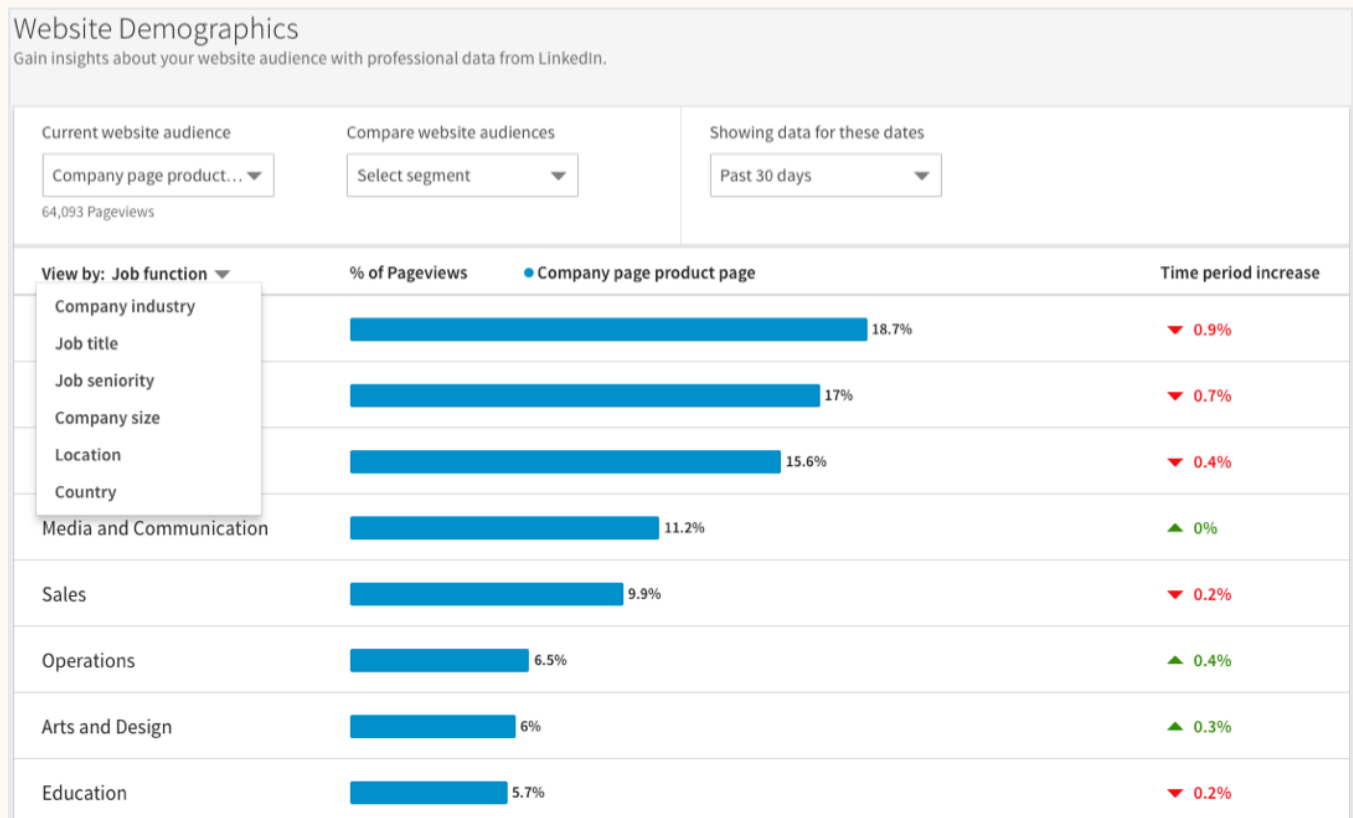 Website Demographics
Gain insights about your website audience with professional data from LinkedIn.
Current website audience
Compare website audiences
Showing data for these dates
Company page product...
Select segment
Past 30 days
64,093 Pageviews
View by: Job function
% of Pageviews
Company page product page
Time period increase
Company industry
Job title
Job seniority
Company size
Location
Country
18.7%
0.9%
17%
0.7%
15.6%
0.4%
Media and Communication
11.2%
0%
Sales
9.9%
0.2%
Operations
6.5%
0.4%
Arts and Design
6%
0.3%
Education
5.7%
0.2%